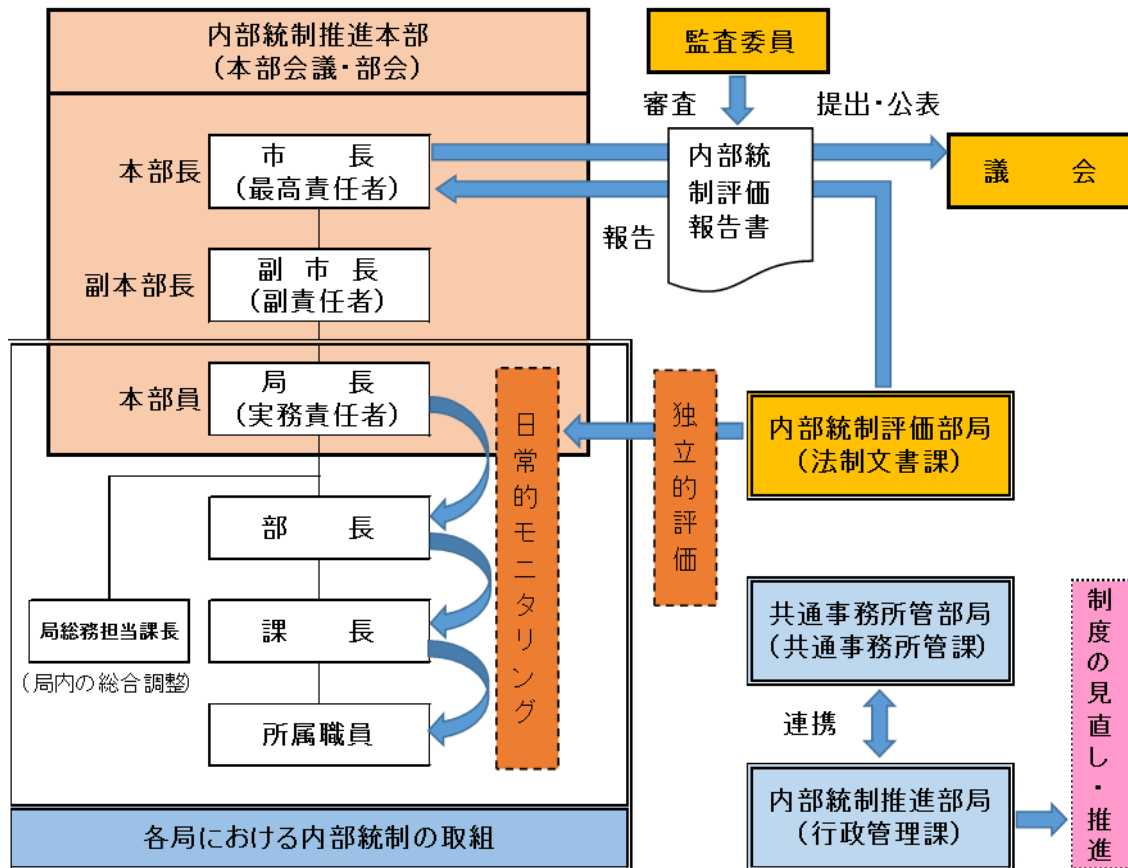 内部統制推進本部
(本部会議・部会)
監査委員
審査
提出・公表
本部長
市　　長
(最高責任者)
内部統
制評価
報告書
議　　会
報告
副本部長
副 市 長
(副責任者)
本部員
局　　長
(実務責任者)
日常的モニタリング
独立的評価
内部統制評価部局
(法制文書課)
部　　長
局総務担当課長
(局内の総合調整)
課　　長
所属職員
共通事務所管部局
(共通事務所管課)
連携
内部統制推進部局
(行政管理課)
制度の見直し・推進
各局における内部統制の取組